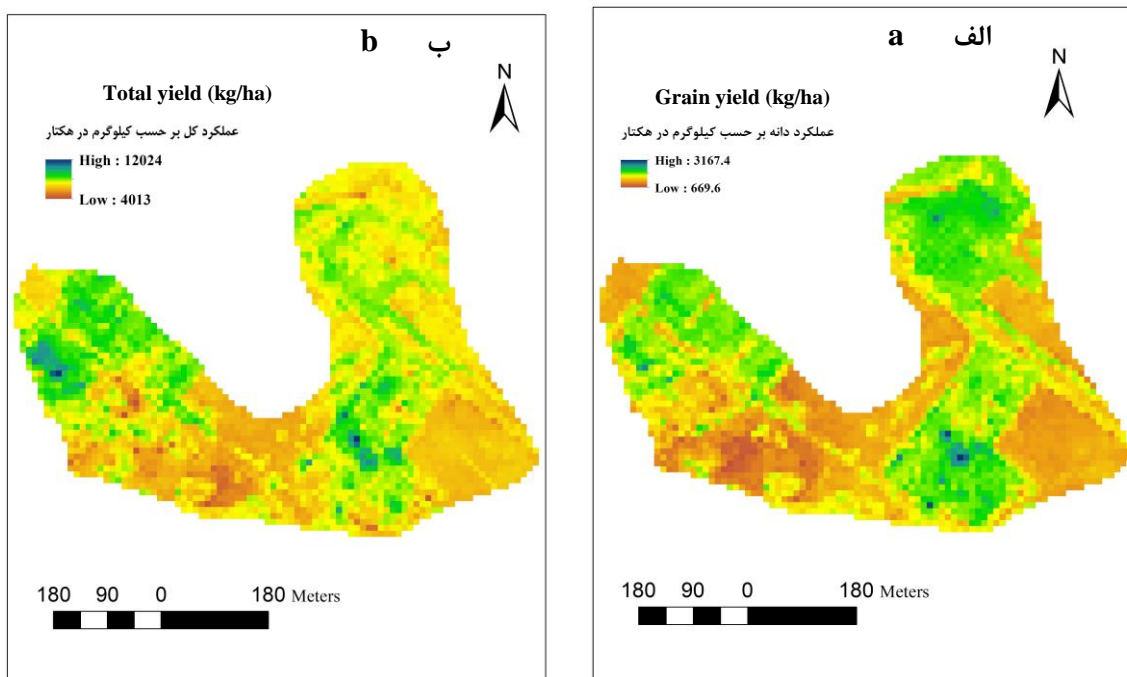 b ب
N
Total yield (kg/ha)
عملکرد کل بر حسب کیلوگرم در هکتار
High : 12024
Low : 4013
180 90 0 180 Meters
a الف
N
Grain yield (kg/ha)
عملکرد دانه بر حسب کیلوگرم در هکتار
High : 3167.4
Low : 669.6
180 90 0 180 Meters